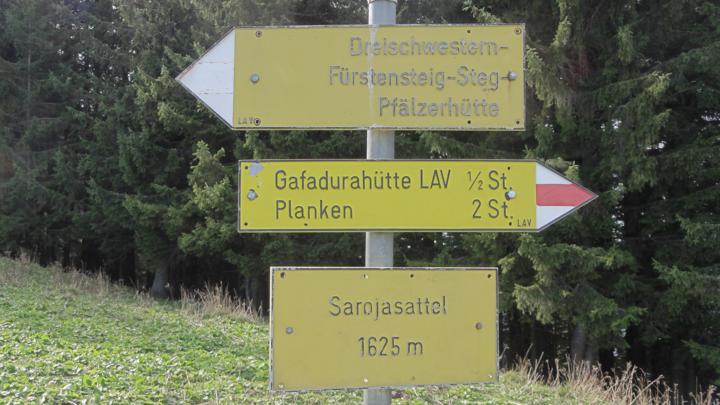 Dreischwestern-
Fürstensteig-Steg-
Pfälzerhütte
LAV
Gafadurahütte LAV ½ St.
Planken 2 St.
LAV
Sarojasattel
1625 m